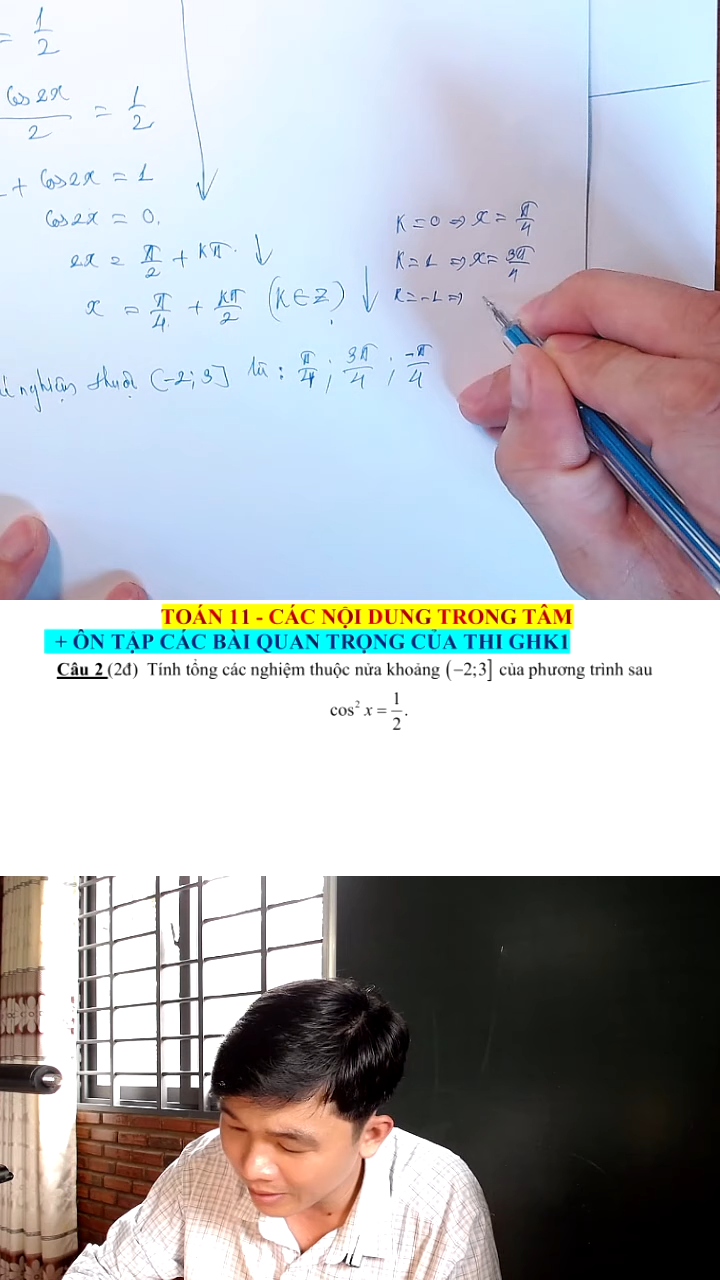 = 1/2
cos2x/2 = 1/2
+ cos2x = 1
cos2x = 0.
2x = π/2 + kπ.
x = π/4 + kπ/2 (k∈Z)
nghiệm thuộc (-2;3] là : π/4 ; 3π/4 ; -π/4
K=0 ⇒ x = π/4
K=1 ⇒ x = 3π/4
K=-1 ⇒
TOÁN 11 - CÁC NỘI DUNG TRONG TÂM
+ ÔN TẬP CÁC BÀI QUAN TRỌNG CỦA THI GHK1
Câu 2 (2đ) Tính tổng các nghiệm thuộc nửa khoảng (−2;3] của phương trình sau
cos² x = 1/2.